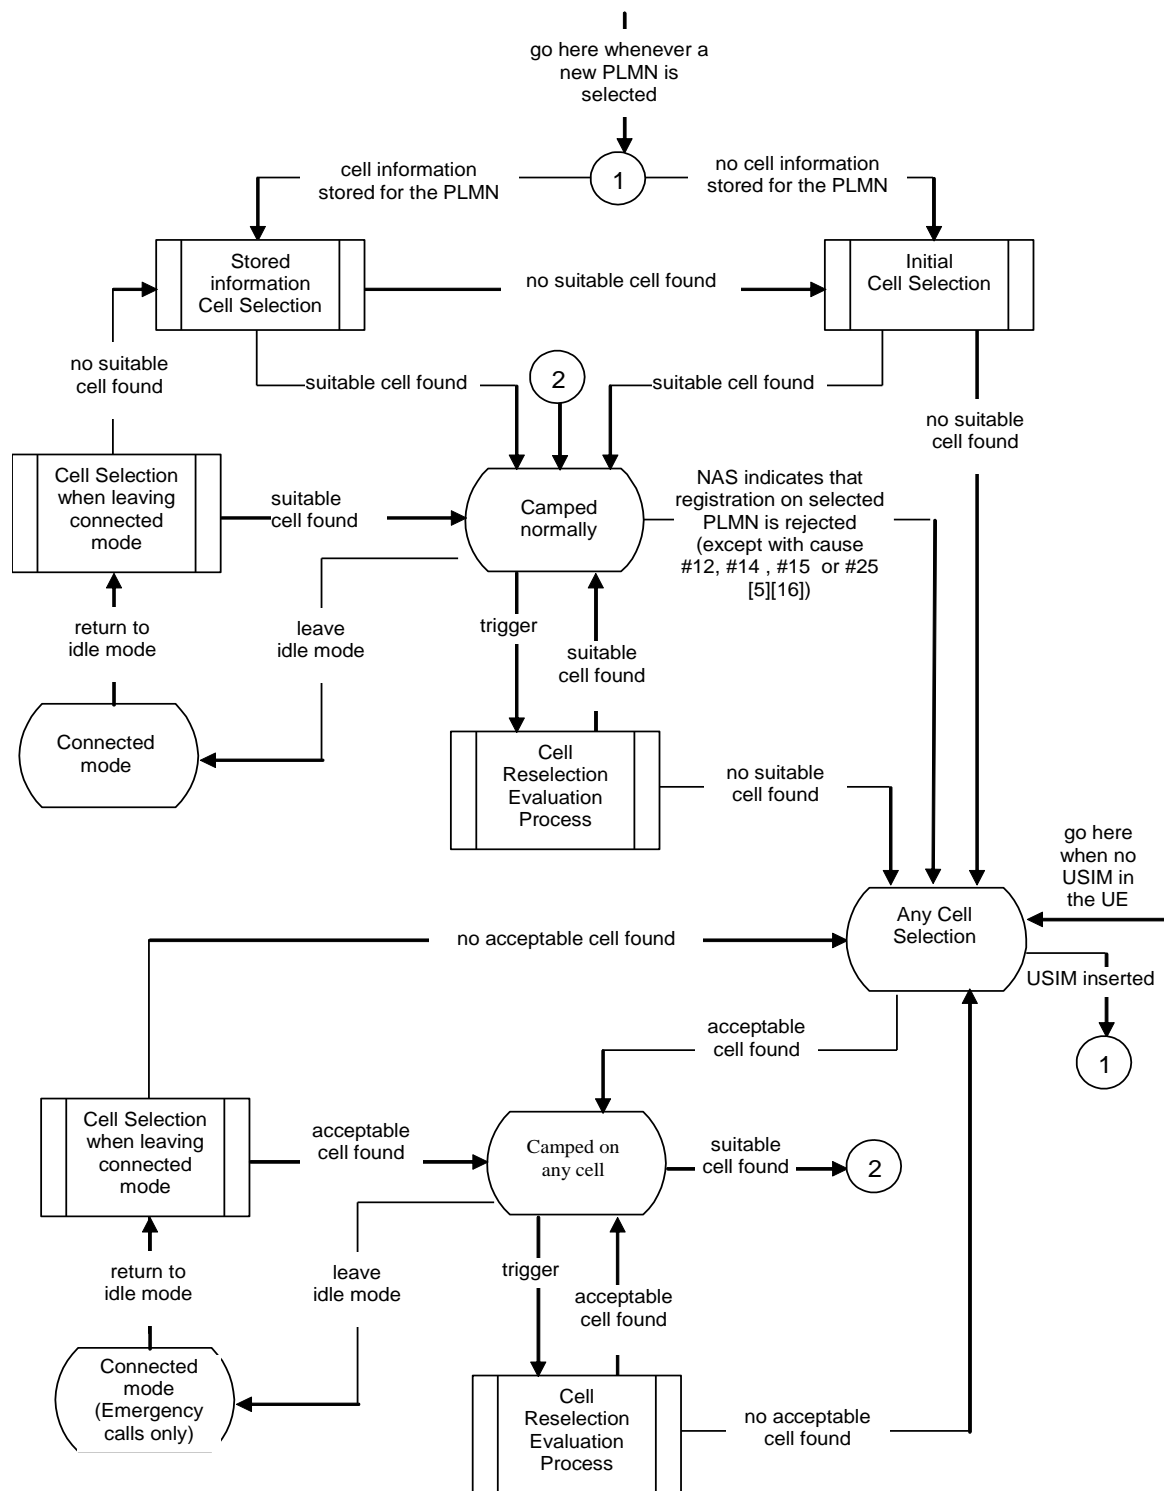 go here whenever a
new PLMN is
selected
cell information
stored for the PLMN
1
no cell information
stored for the PLMN
Stored
information
Cell Selection
no suitable cell found
Initial
Cell Selection
no suitable
cell found
suitable cell found
2
suitable cell found
no suitable
cell found
Cell Selection
when leaving
connected
mode
suitable
cell found
Camped
normally
NAS indicates that
registration on selected
PLMN is rejected
(except with cause
#12, #14 , #15 or #25
[5][16])
return to
idle mode
leave
idle mode
trigger
suitable
cell found
Connected
mode
Cell
Reselection
Evaluation
Process
no suitable
cell found
go here
when no
USIM in
the UE
Any Cell
Selection
no acceptable cell found
USIM inserted
acceptable
cell found
1
Cell Selection
when leaving
connected
mode
acceptable
cell found
Camped on
any cell
suitable
cell found
2
return to
idle mode
leave
idle mode
trigger
acceptable
cell found
Connected
mode
(Emergency
calls only)
Cell
Reselection
Evaluation
Process
no acceptable
cell found